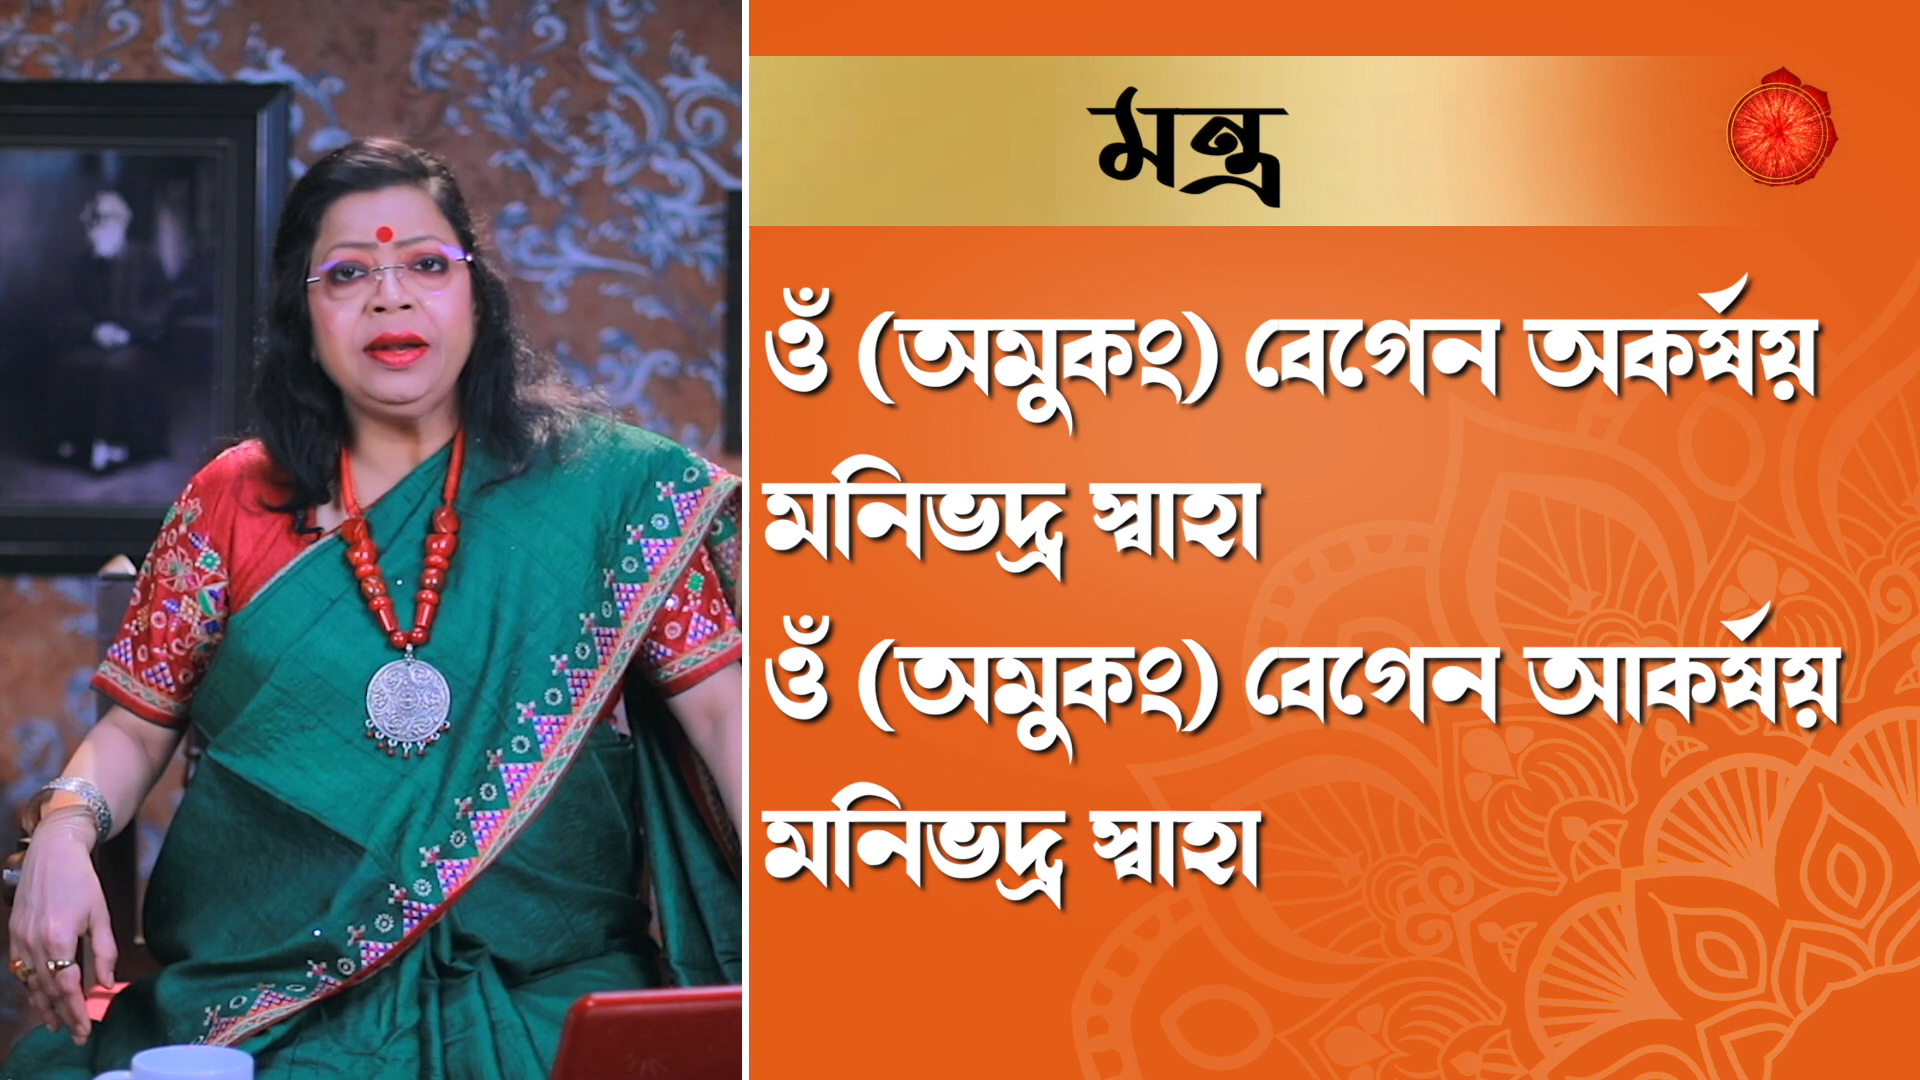 মন্ত্র
ওঁ (অমুকং) বেগেন অকর্ষয়
মনিভদ্র স্বাহা
ওঁ (অমুকং) বেগেন আকর্ষয়
মনিভদ্র স্বাহা